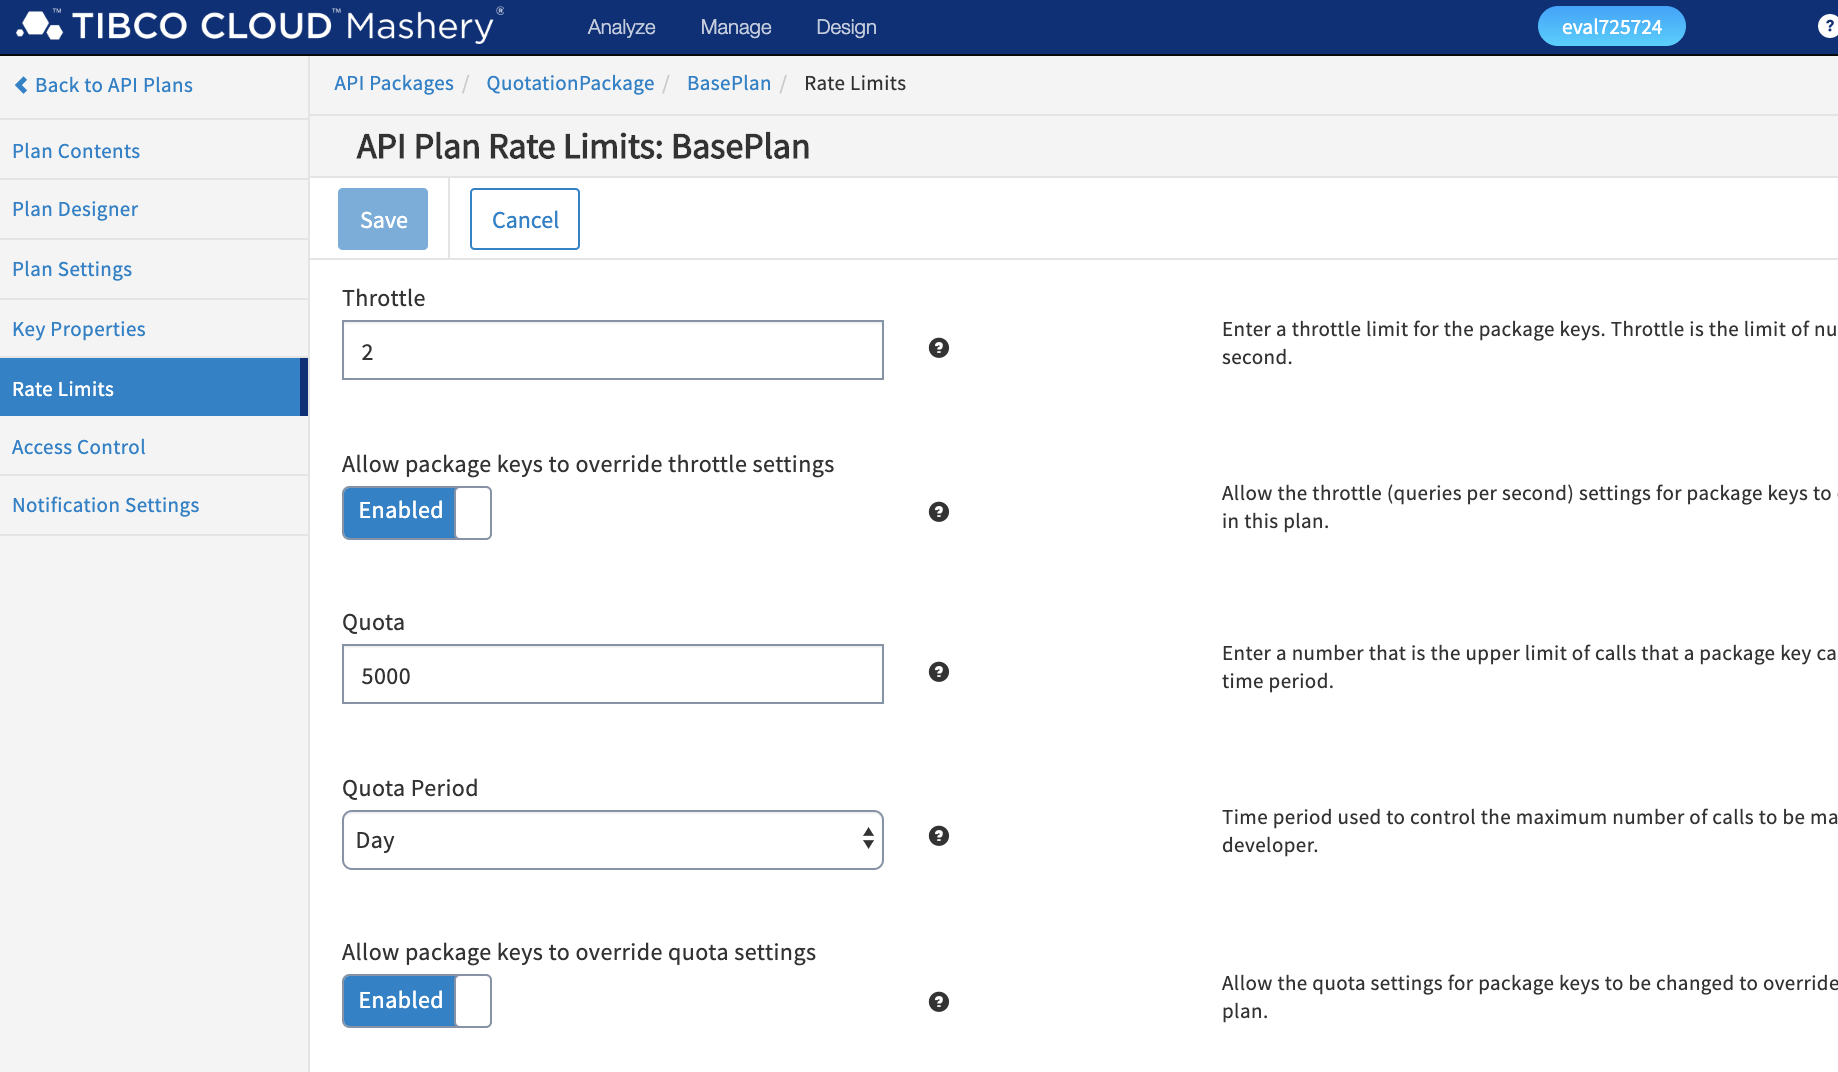 TIBCO CLOUD™ Mashery®
Analyze Manage Design
eval725724
?
Back to API Plans
Plan Contents
Plan Designer
Plan Settings
Key Properties
Rate Limits
Access Control
Notification Settings
API Packages / QuotationPackage / BasePlan / Rate Limits
API Plan Rate Limits: BasePlan
Save Cancel
Throttle
2
?
Enter a throttle limit for the package keys. Throttle is the limit of nu
second.
Allow package keys to override throttle settings
Enabled
?
Allow the throttle (queries per second) settings for package keys to
in this plan.
Quota
5000
?
Enter a number that is the upper limit of calls that a package key ca
time period.
Quota Period
Day
?
Time period used to control the maximum number of calls to be ma
developer.
Allow package keys to override quota settings
Enabled
?
Allow the quota settings for package keys to be changed to override
plan.